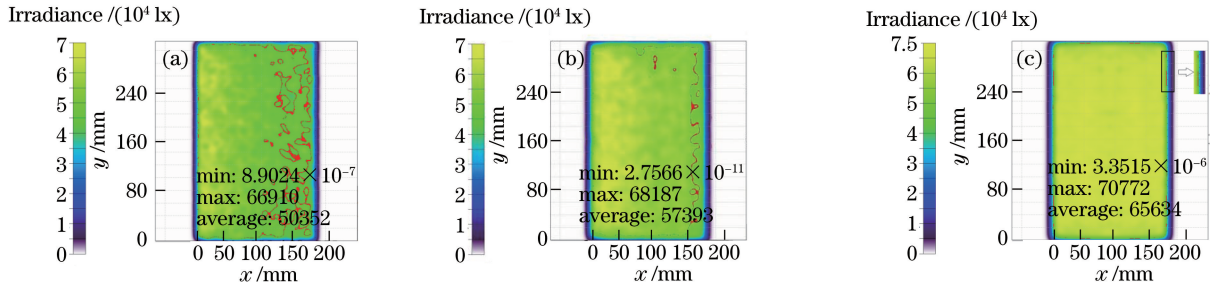 Irradiance /(10⁴ lx)
7
6
5
4
3
2
1
0
(a)
y /mm
240
160
80
0
min: 8.9024×10⁻⁷
max: 66910
average: 50352
0 50 100 150 200
x /mm
Irradiance /(10⁴ lx)
7
6
5
4
3
2
1
0
(b)
y /mm
240
160
80
0
min: 2.7566×10⁻¹¹
max: 68187
average: 57393
0 50 100 150 200
x /mm
Irradiance /(10⁴ lx)
7.5
6
5
4
3
2
1
0
(c)
y /mm
240
160
80
0
min: 3.3515×10⁻⁶
max: 70772
average: 65634
0 50 100 150 200
x /mm